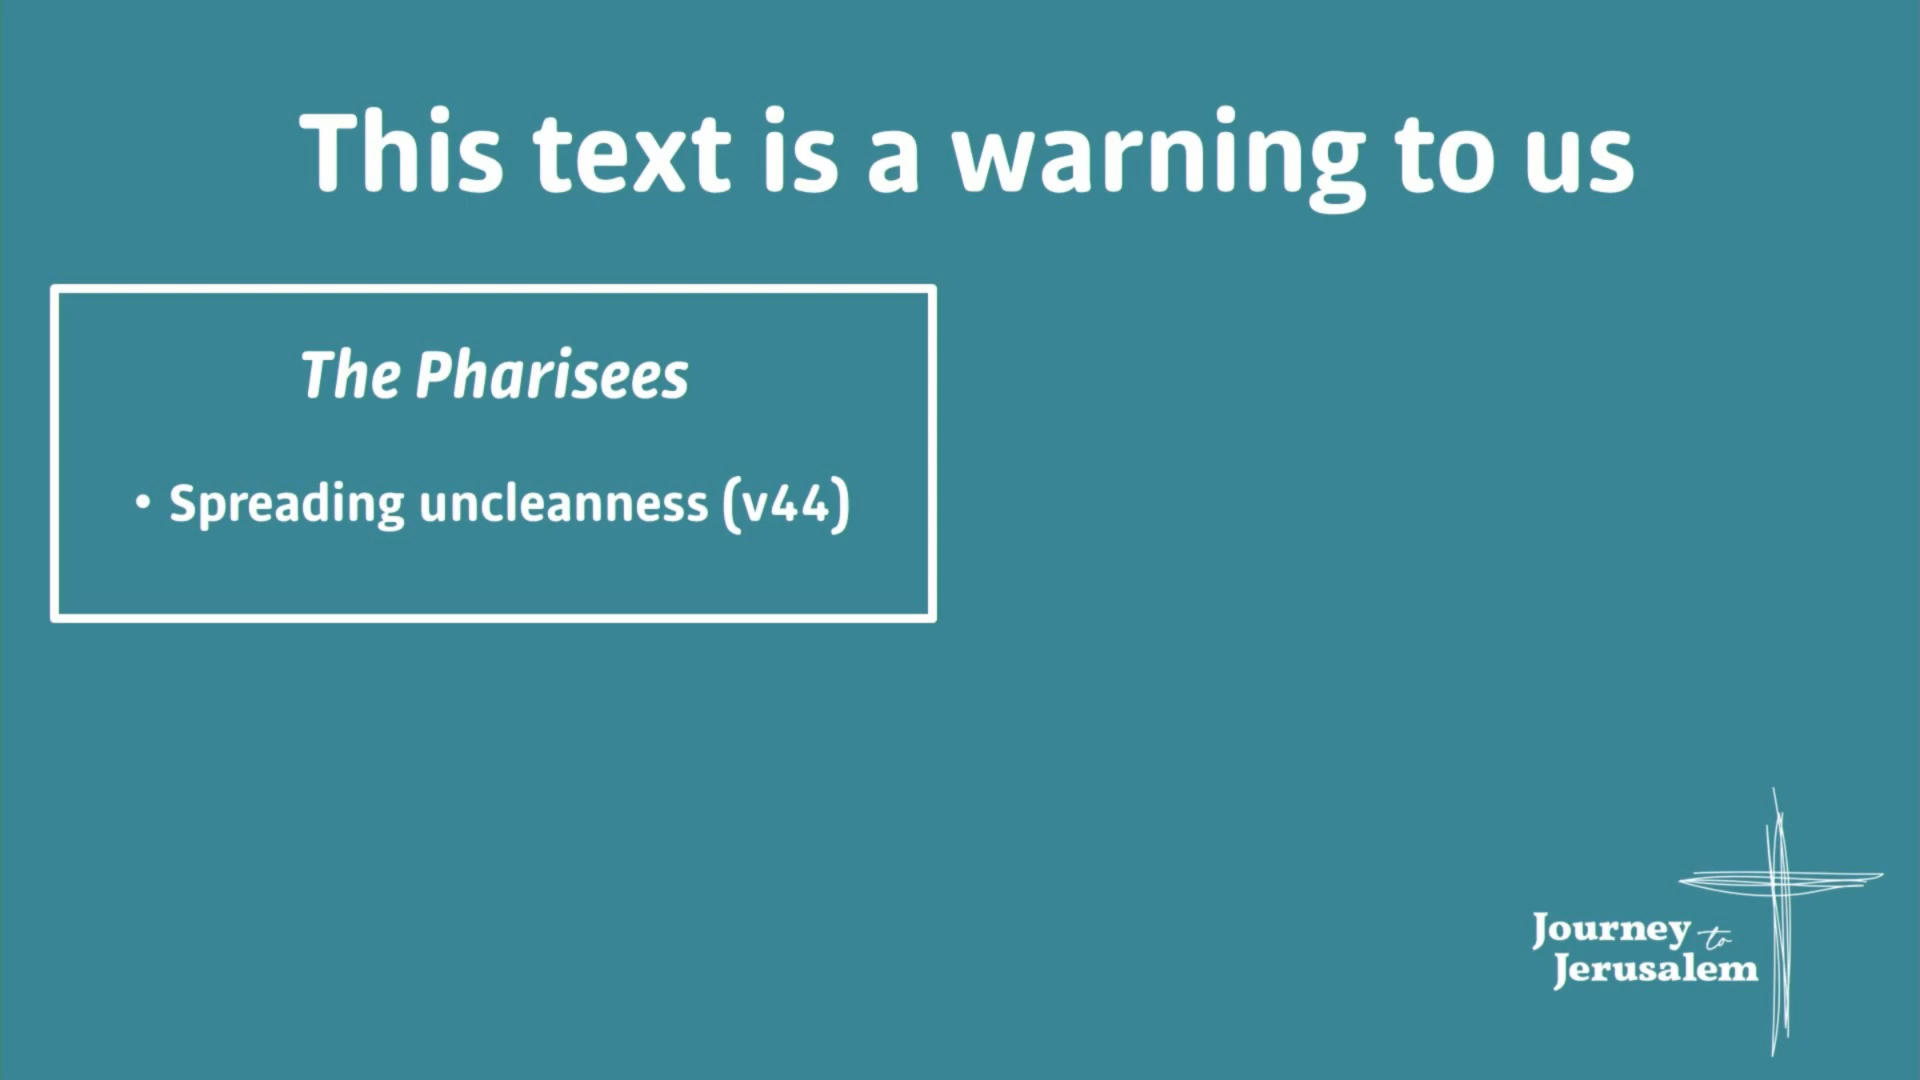 This text is a warning to us
The Pharisees
• Spreading uncleanness (v44)
Journey to
Jerusalem